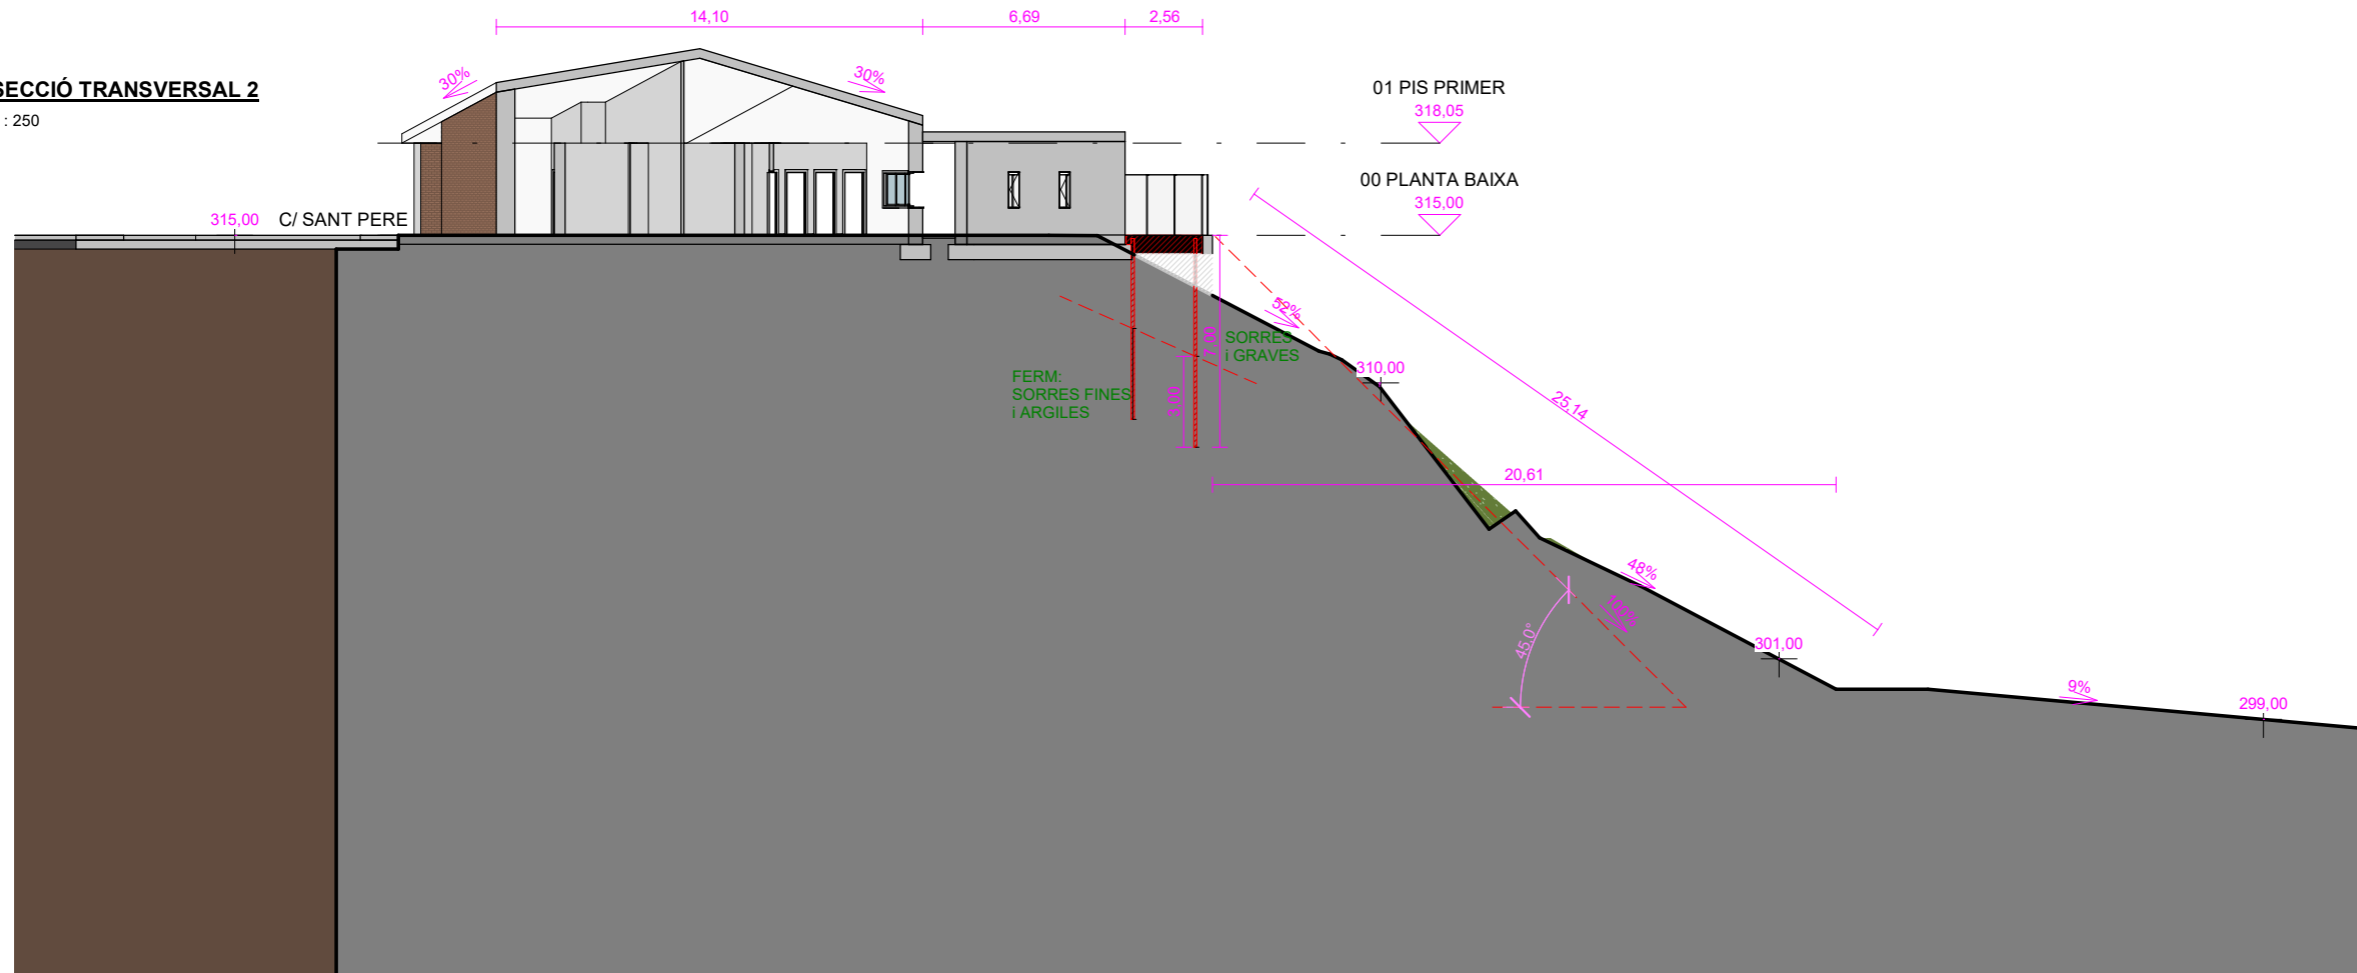 14,10
6,69
2,56
SECCIÓ TRANSVERSAL 2
: 250
30%
30%
01 PIS PRIMER
318,05
00 PLANTA BAIXA
315,00
315,00
C/ SANT PERE
52%
SORRES
i GRAVES
7,00
310,00
FERM:
SORRES FINES
i ARGILES
3,00
25,14
20,61
48%
100%
45,0°
301,00
9%
299,00